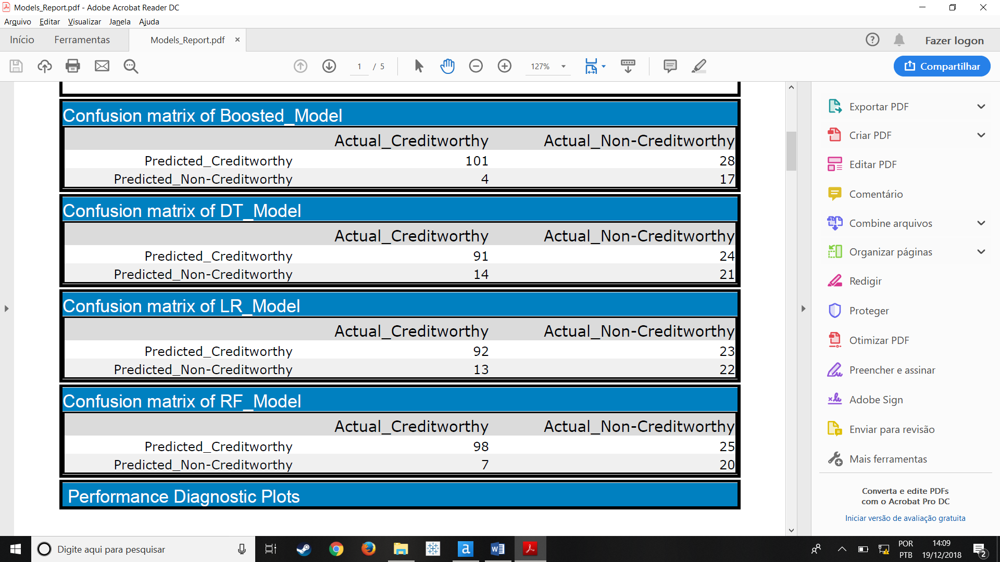 Models_Report.pdf - Adobe Acrobat Reader DC
Arquivo Editar Visualizar Janela Ajuda
Início Ferramentas Models_Report.pdf × Fazer logon
1 / 5 127% Compartilhar
Confusion matrix of Boosted_Model
Actual_Creditworthy Actual_Non-Creditworthy
Predicted_Creditworthy 101 28
Predicted_Non-Creditworthy 4 17
Confusion matrix of DT_Model
Actual_Creditworthy Actual_Non-Creditworthy
Predicted_Creditworthy 91 24
Predicted_Non-Creditworthy 14 21
Confusion matrix of LR_Model
Actual_Creditworthy Actual_Non-Creditworthy
Predicted_Creditworthy 92 23
Predicted_Non-Creditworthy 13 22
Confusion matrix of RF_Model
Actual_Creditworthy Actual_Non-Creditworthy
Predicted_Creditworthy 98 25
Predicted_Non-Creditworthy 7 20
Performance Diagnostic Plots
Exportar PDF
Criar PDF
Editar PDF
Comentário
Combine arquivos
Organizar páginas
Redigir
Proteger
Otimizar PDF
Preencher e assinar
Adobe Sign
Enviar para revisão
Mais ferramentas
Converta e edite PDFs
com o Acrobat Pro DC
Iniciar versão de avaliação gratuita
Digite aqui para pesquisar
POR
PTB
14:09
19/12/2018
2